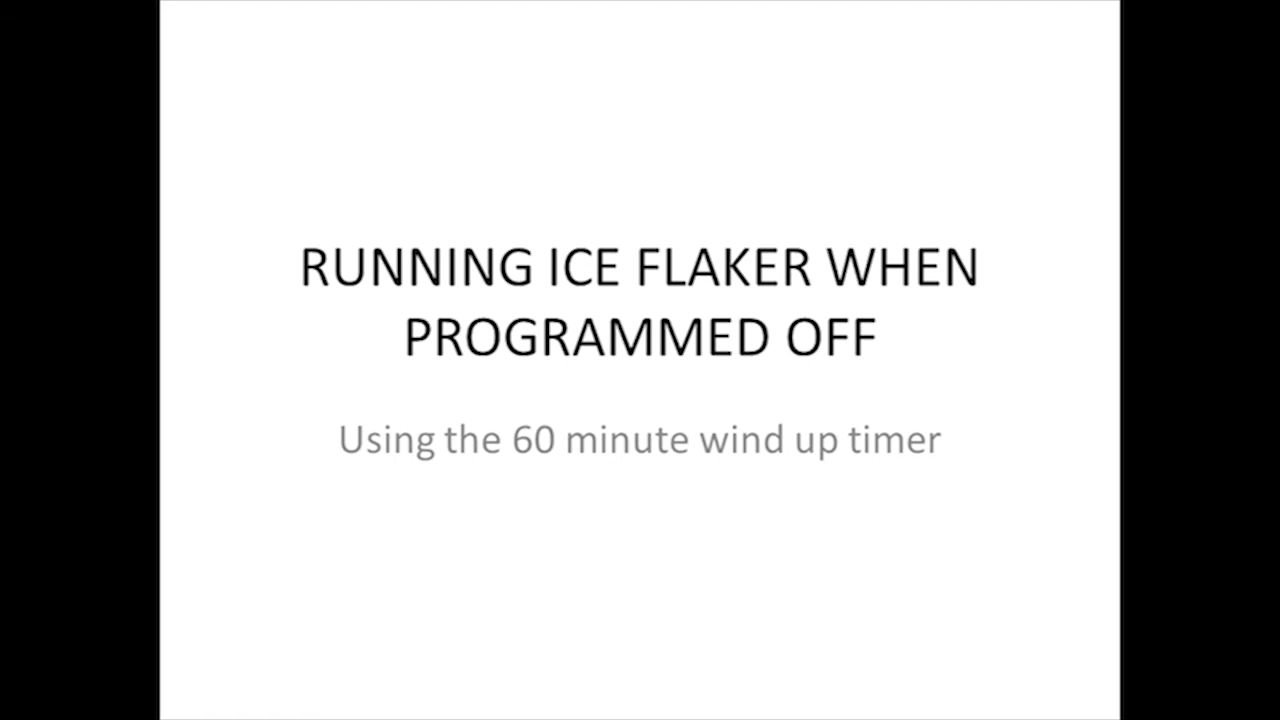 RUNNING ICE FLAKER WHEN
PROGRAMMED OFF
Using the 60 minute wind up timer